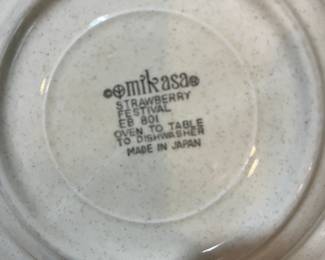 mikasa
STRAWBERRY
FESTIVAL
EB 801
OVEN TO TABLE
TO DISHWASHER
MADE IN JAPAN